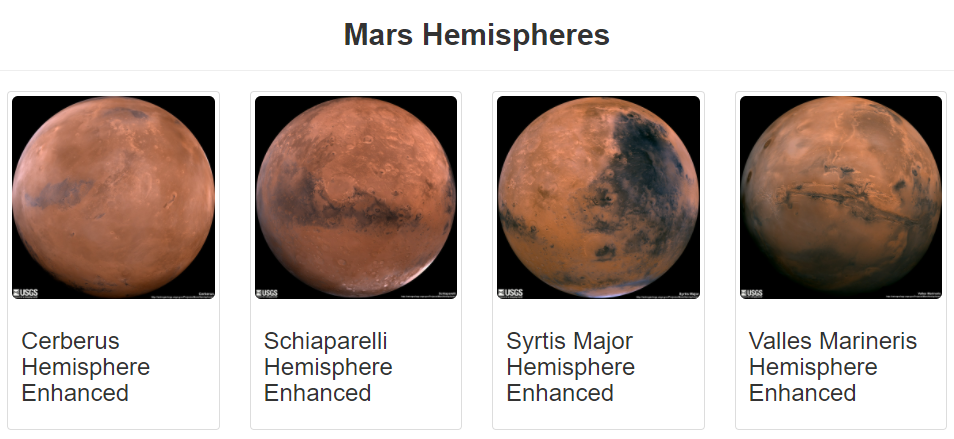 Mars Hemispheres
USGS
USGS
USGS
USGS
Cerberus
Hemisphere
Enhanced
Schiaparelli
Hemisphere
Enhanced
Syrtis Major
Hemisphere
Enhanced
Valles Marineris
Hemisphere
Enhanced